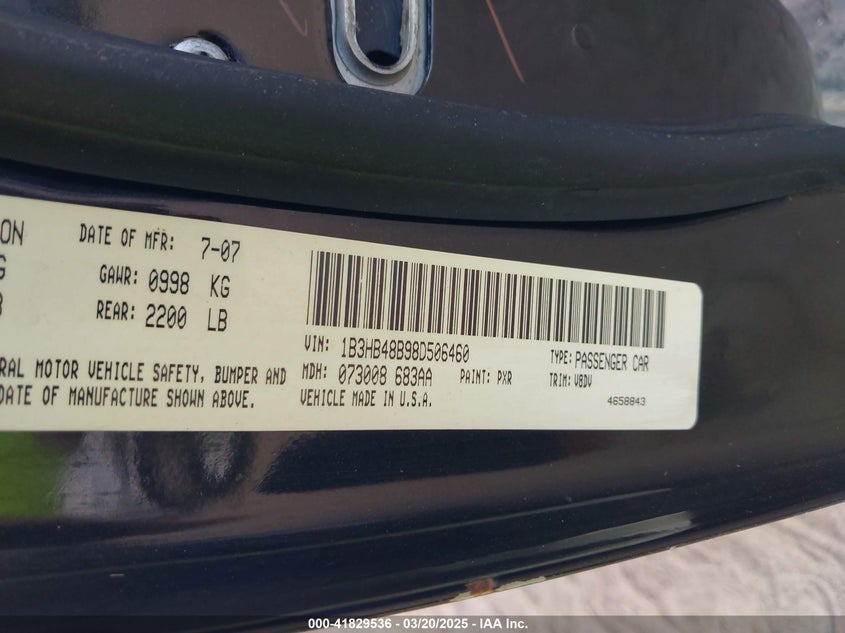 ON
G
DATE OF MFR: 7-07
GAWR: 0998 KG
REAR: 2200 LB
VIN: 1B3HB48B98D506460
TYPE: PASSENGER CAR
RAL MOTOR VEHICLE SAFETY, BUMPER AND
MDH: 073008 683AA
PAINT: PXR
TRIM: V8DV
DATE OF MANUFACTURE SHOWN ABOVE.
VEHICLE MADE IN U.S.A.
4658843
000-41829536 - 03/20/2025 - IAA Inc.